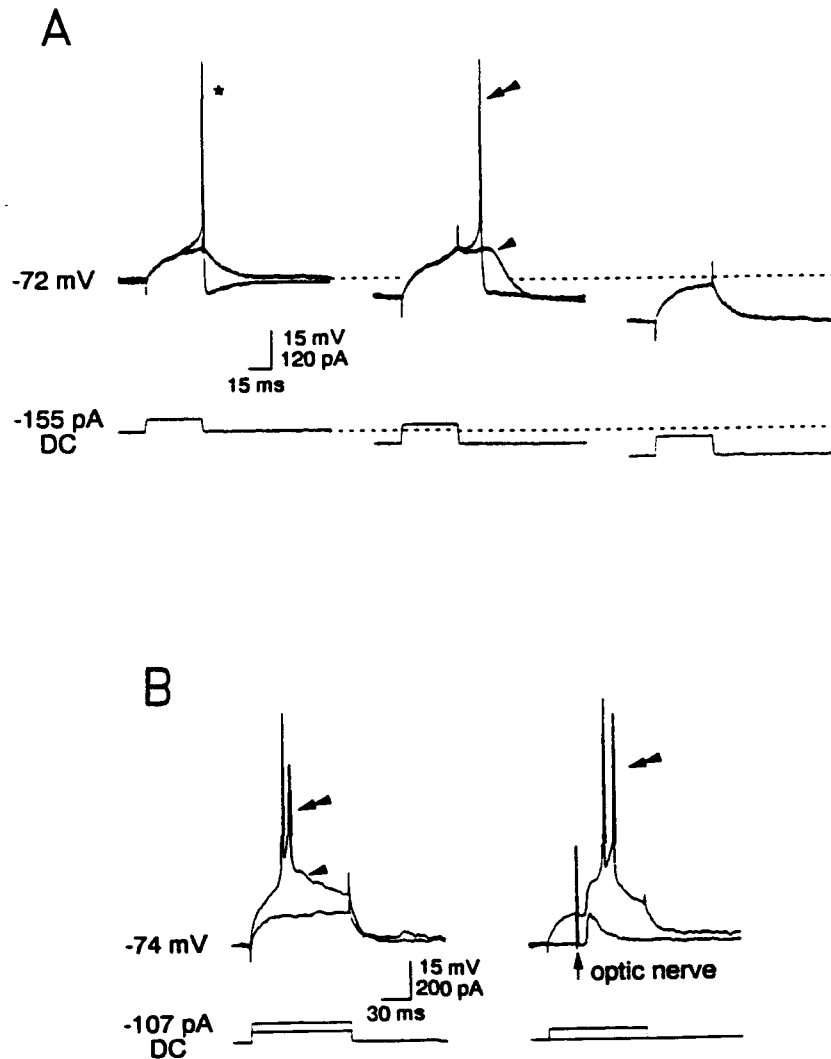 A
*
-72 mV
15 mV
120 pA
15 ms
-155 pA
DC
B
-74 mV
15 mV
200 pA
30 ms
optic nerve
-107 pA
DC